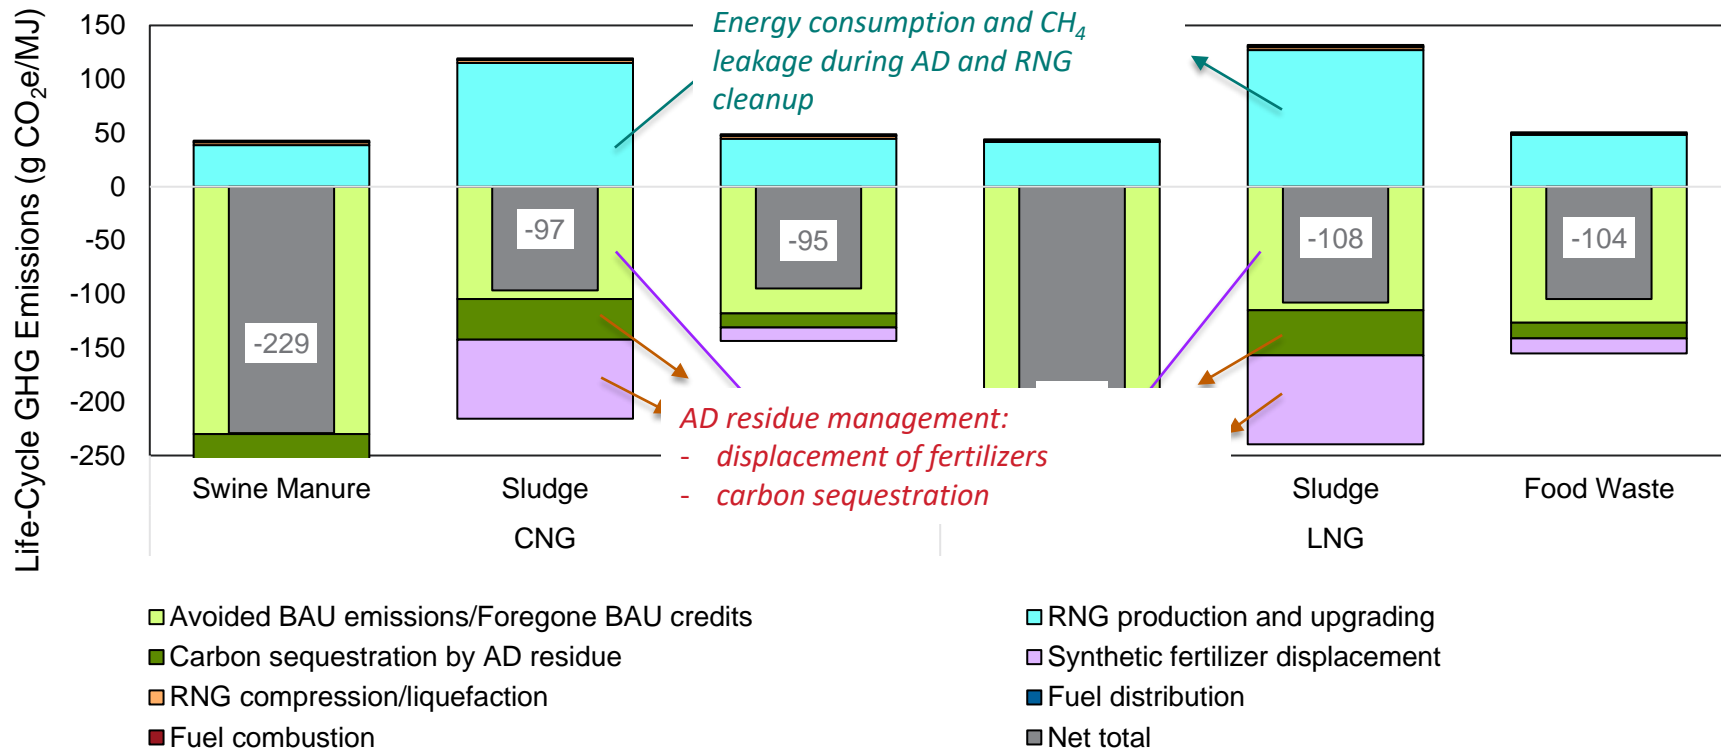 Life-Cycle GHG Emissions (g CO₂e/MJ)
150
100
50
0
-50
-100
-150
-200
-250
Energy consumption and CH₄
leakage during AD and RNG
cleanup
-229
-97
-95
-108
-104
AD residue management:
- displacement of fertilizers
- carbon sequestration
Swine Manure
Sludge
Sludge
Food Waste
CNG
LNG
Avoided BAU emissions/Foregone BAU credits
RNG production and upgrading
Carbon sequestration by AD residue
Synthetic fertilizer displacement
RNG compression/liquefaction
Fuel distribution
Fuel combustion
Net total